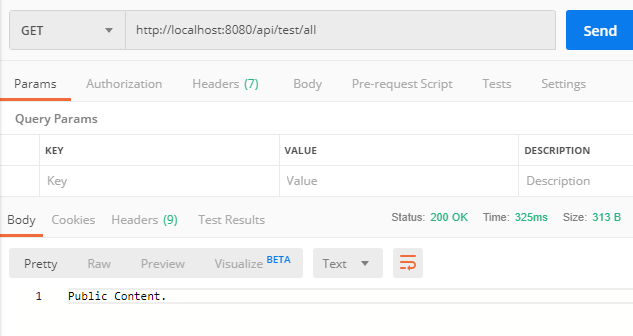 GET http://localhost:8080/api/test/all Send
Params Authorization Headers (7) Body Pre-request Script Tests Settings
Query Params
KEY VALUE DESCRIPTION
Key Value Description
Body Cookies Headers (9) Test Results Status: 200 OK Time: 325ms Size: 313 B
Pretty Raw Preview Visualize BETA Text
1 Public Content.